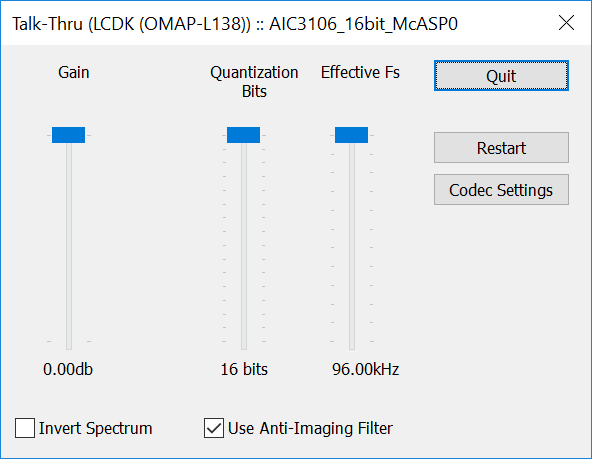 Talk-Thru (LCDK (OMAP-L138)) :: AIC3106_16bit_McASP0
Gain
Quantization
Bits
Effective Fs
Quit
Restart
Codec Settings
0.00db
16 bits
96.00kHz
Invert Spectrum
Use Anti-Imaging Filter